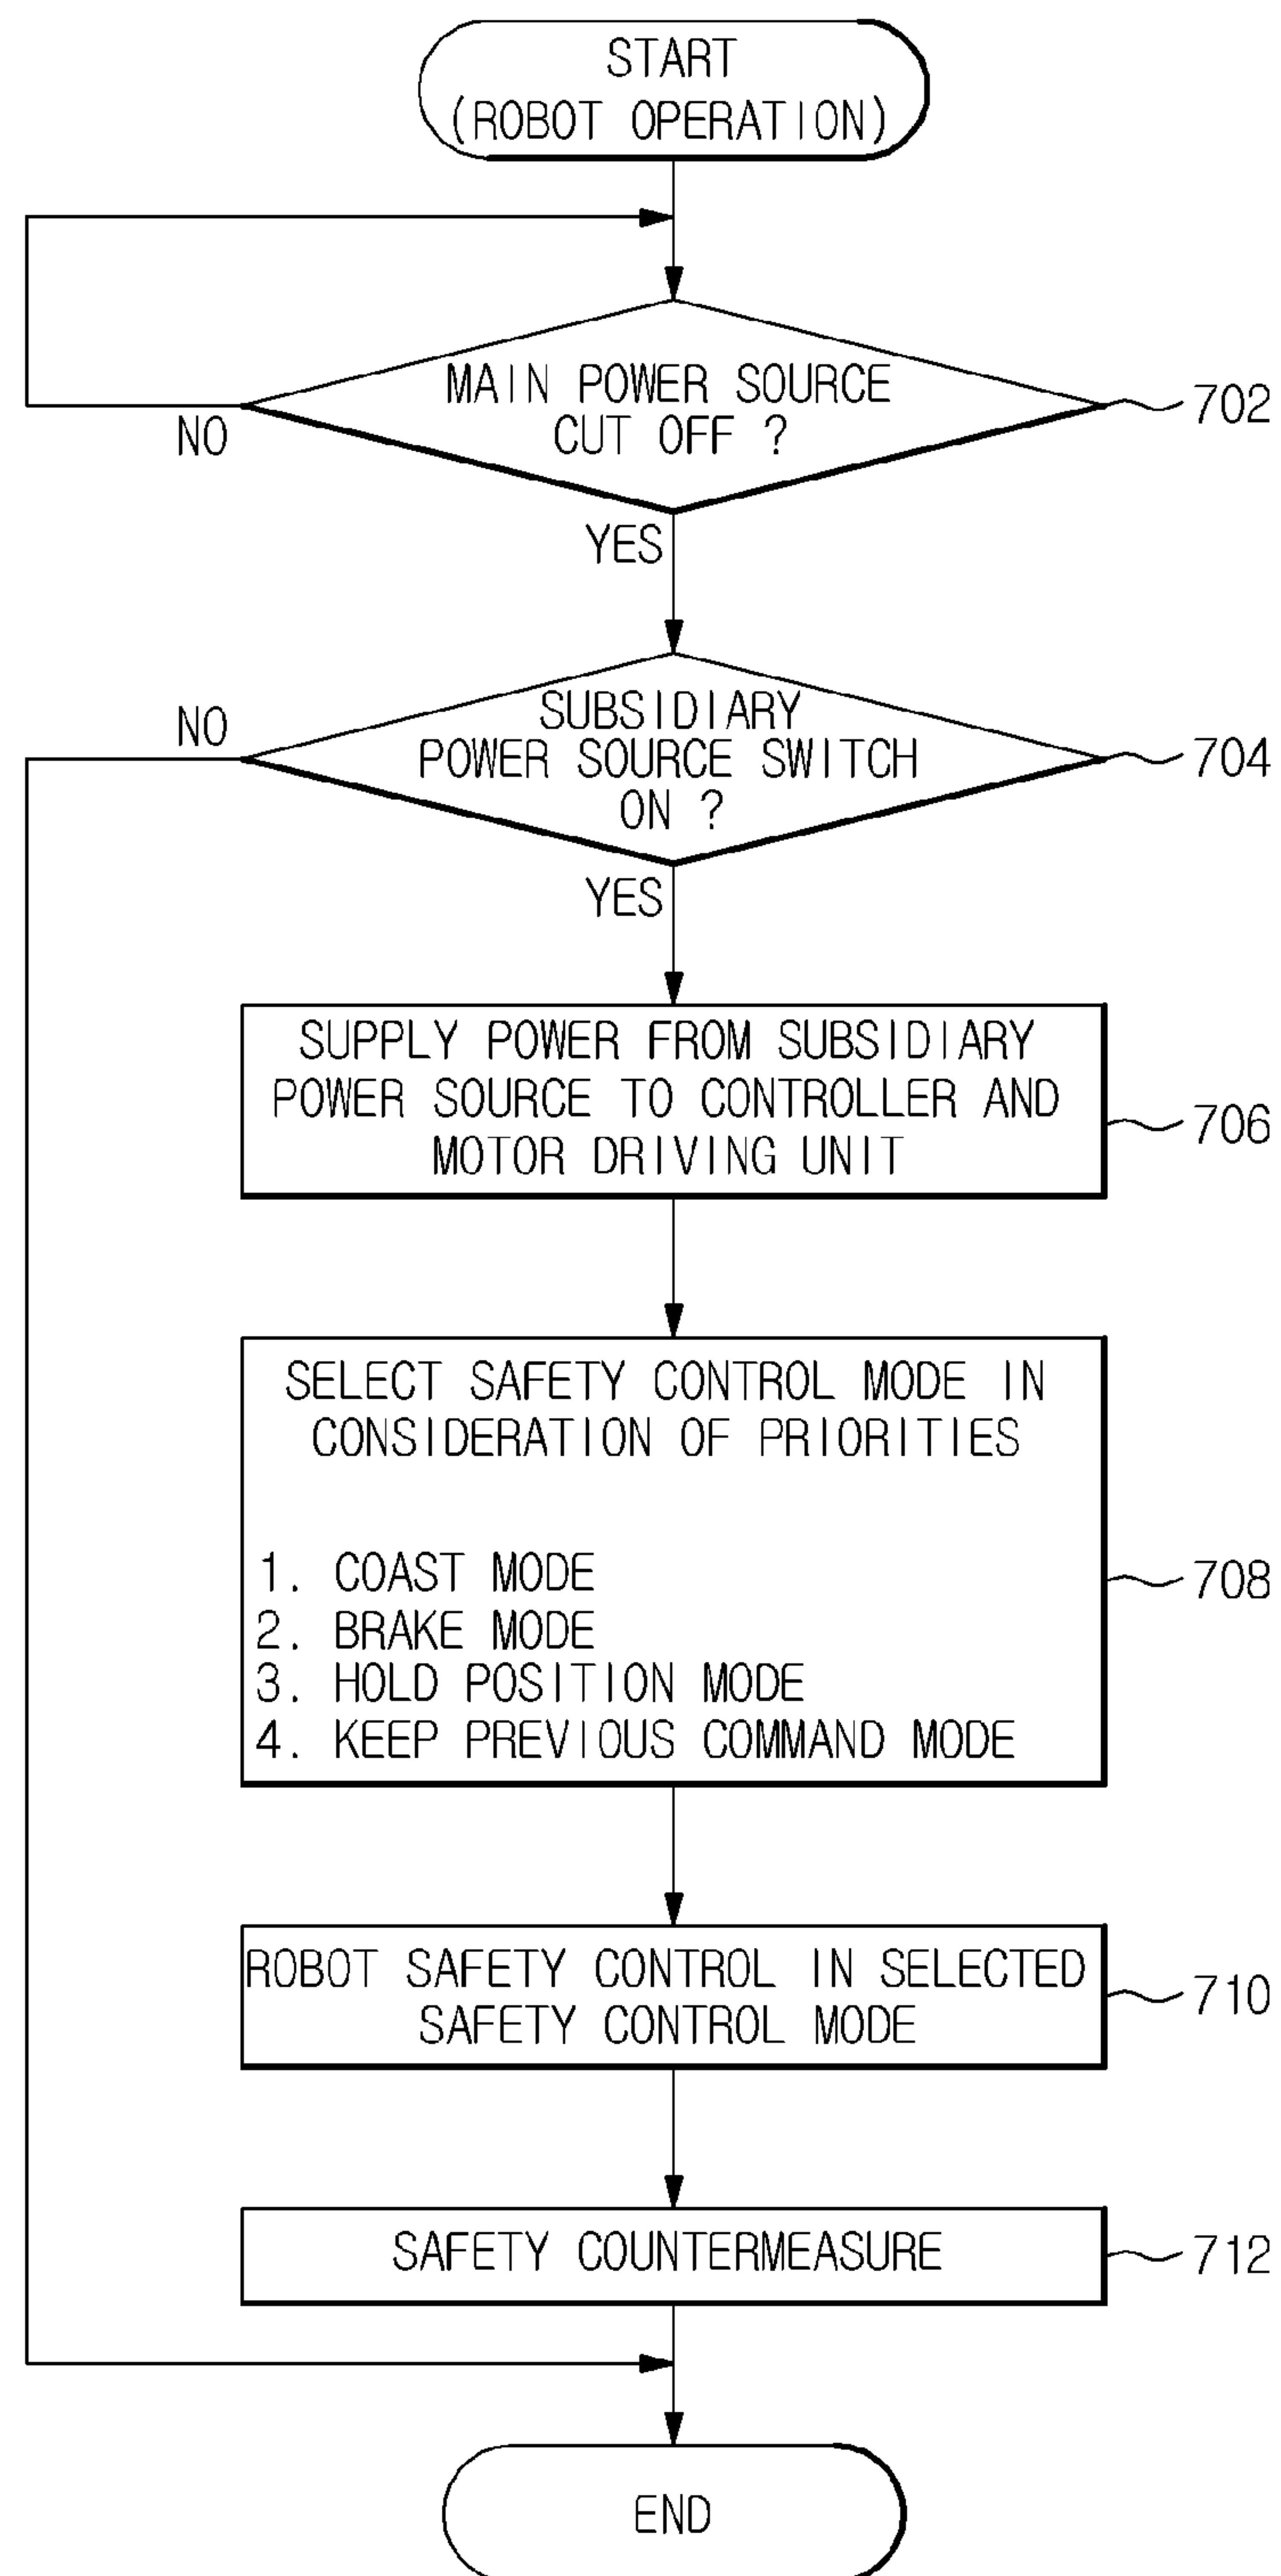 START
(ROBOT OPERATION)
MAIN POWER SOURCE
CUT OFF ?
702
NO
YES
SUBSIDIARY
POWER SOURCE SWITCH
ON ?
704
NO
YES
SUPPLY POWER FROM SUBSIDIARY
POWER SOURCE TO CONTROLLER AND
MOTOR DRIVING UNIT
706
SELECT SAFETY CONTROL MODE IN
CONSIDERATION OF PRIORITIES
1. COAST MODE
2. BRAKE MODE
3. HOLD POSITION MODE
4. KEEP PREVIOUS COMMAND MODE
708
ROBOT SAFETY CONTROL IN SELECTED
SAFETY CONTROL MODE
710
SAFETY COUNTERMEASURE
712
END